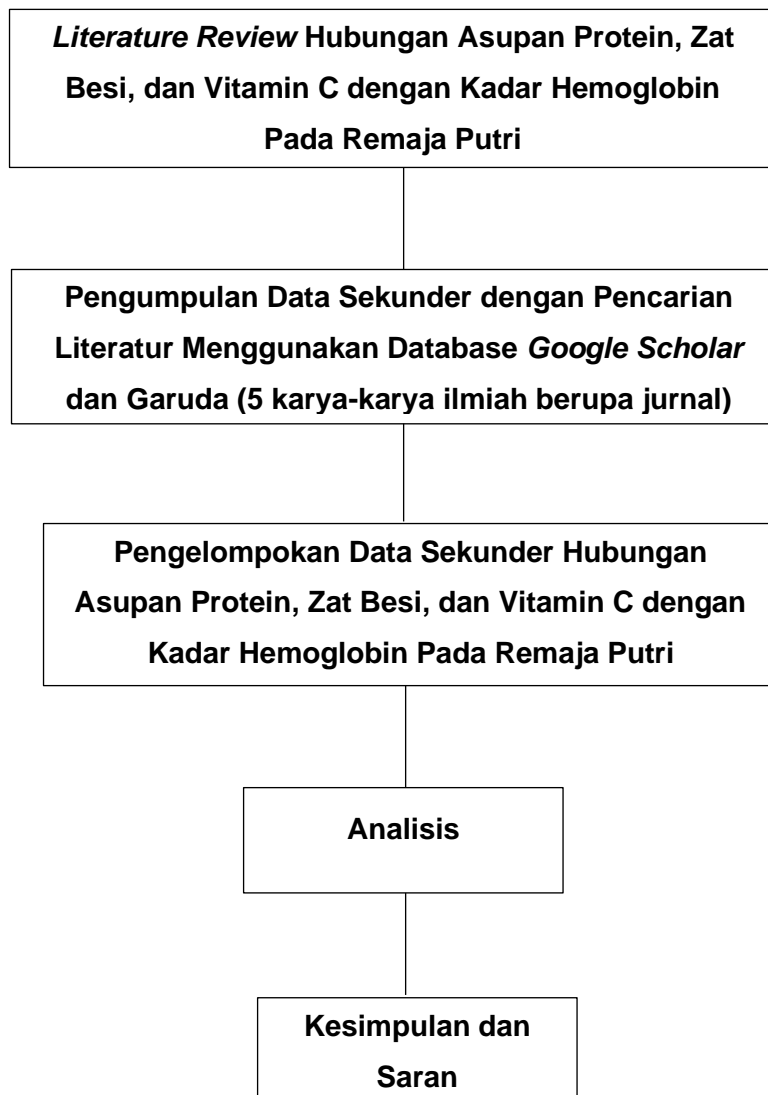 Literature Review Hubungan Asupan Protein, Zat
Besi, dan Vitamin C dengan Kadar Hemoglobin
Pada Remaja Putri
Pengumpulan Data Sekunder dengan Pencarian
Literatur Menggunakan Database Google Scholar
dan Garuda (5 karya-karya ilmiah berupa jurnal)
Pengelompokan Data Sekunder Hubungan
Asupan Protein, Zat Besi, dan Vitamin C dengan
Kadar Hemoglobin Pada Remaja Putri
Analisis
Kesimpulan dan
Saran